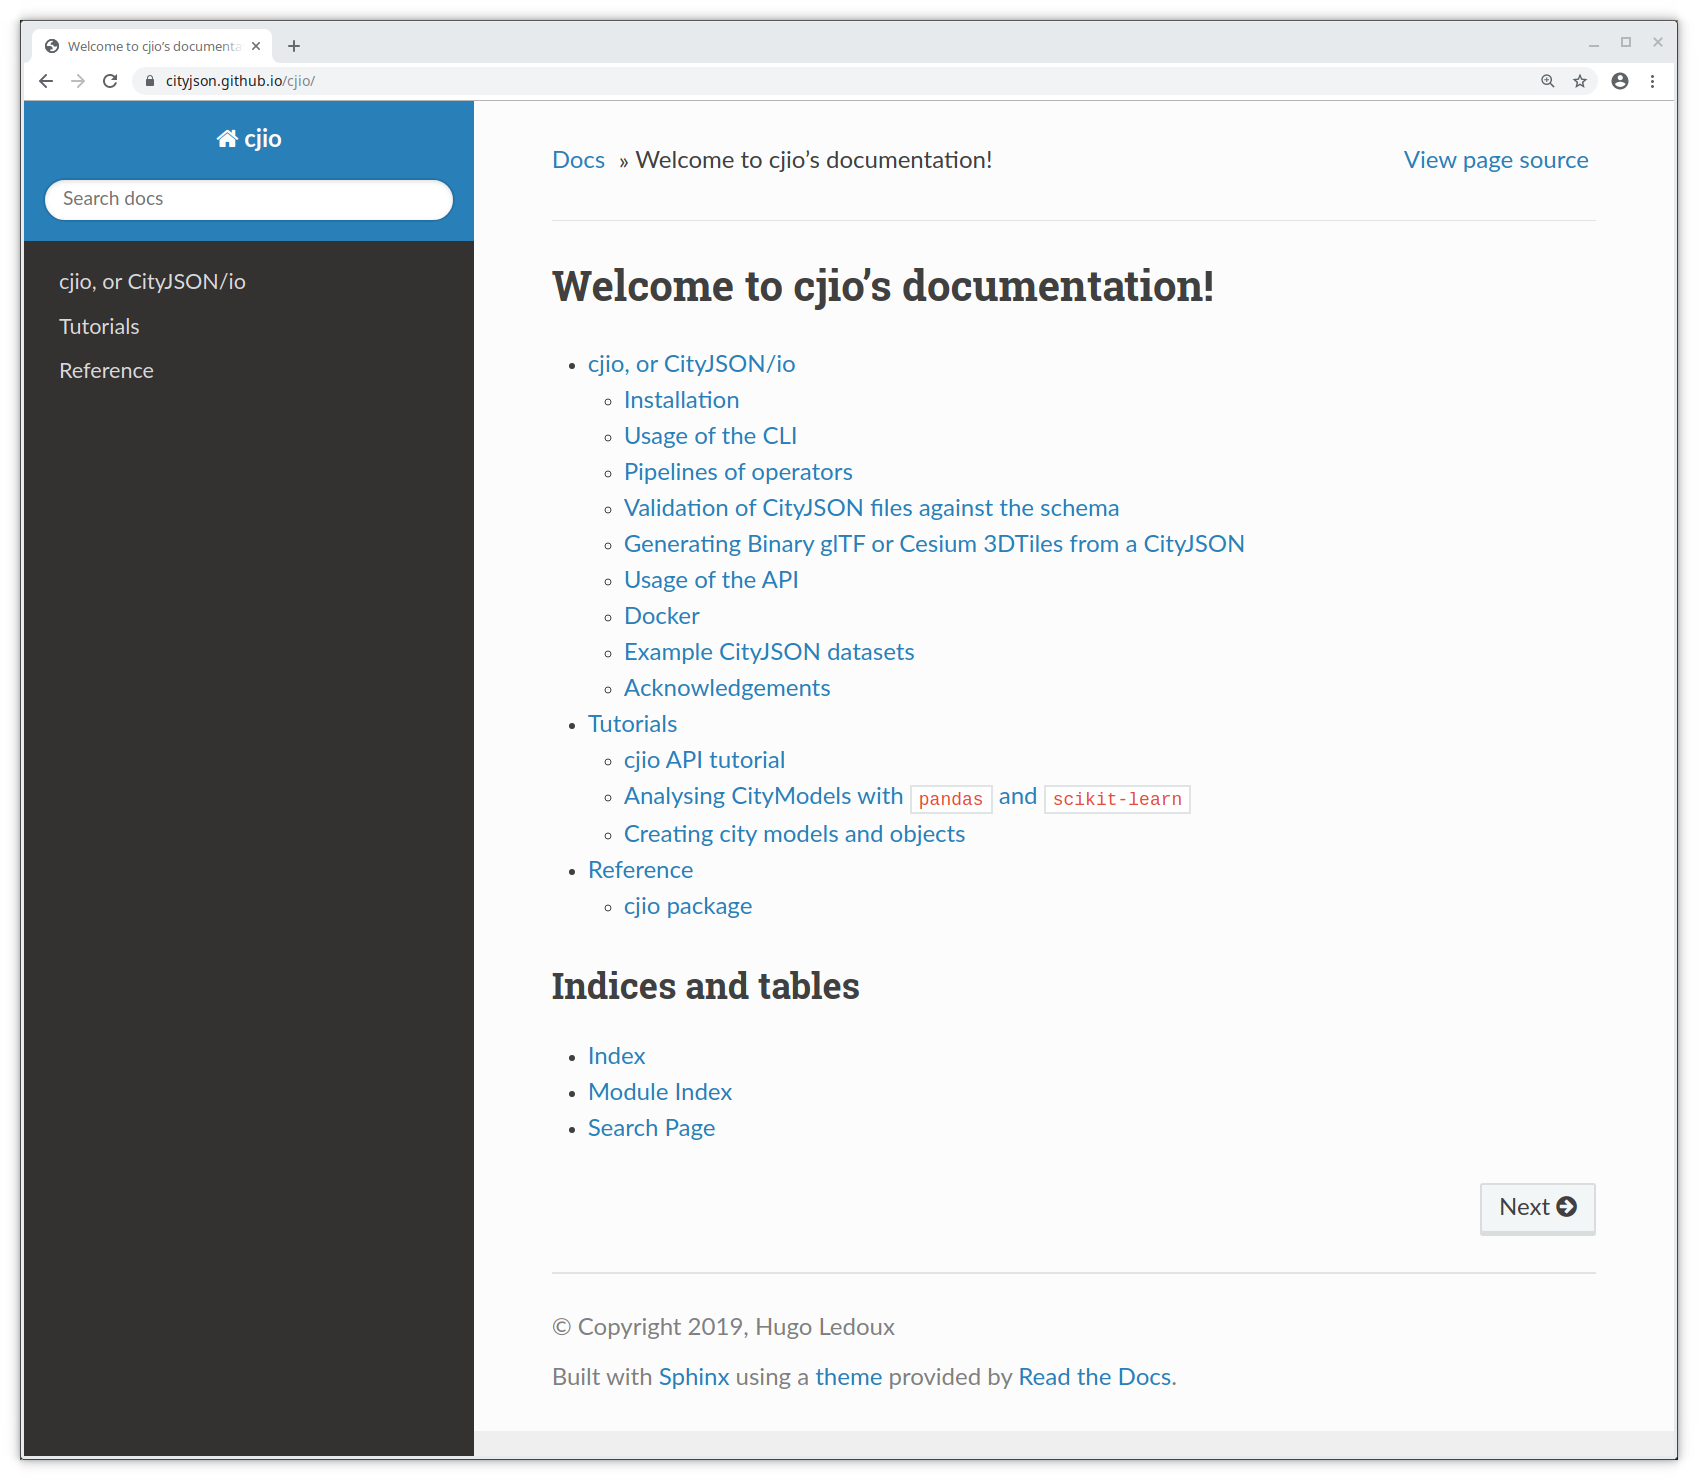 Welcome to cjio's documenta
cityjson.github.io/cjio/
cjio
Search docs
cjio, or CityJSON/io
Tutorials
Reference
Docs » Welcome to cjio’s documentation!
View page source
Welcome to cjio’s documentation!
• cjio, or CityJSON/io
◦ Installation
◦ Usage of the CLI
◦ Pipelines of operators
◦ Validation of CityJSON files against the schema
◦ Generating Binary glTF or Cesium 3DTiles from a CityJSON
◦ Usage of the API
◦ Docker
◦ Example CityJSON datasets
◦ Acknowledgements
• Tutorials
◦ cjio API tutorial
◦ Analysing CityModels with pandas and scikit-learn
◦ Creating city models and objects
• Reference
◦ cjio package
Indices and tables
• Index
• Module Index
• Search Page
Next
© Copyright 2019, Hugo Ledoux
Built with Sphinx using a theme provided by Read the Docs.